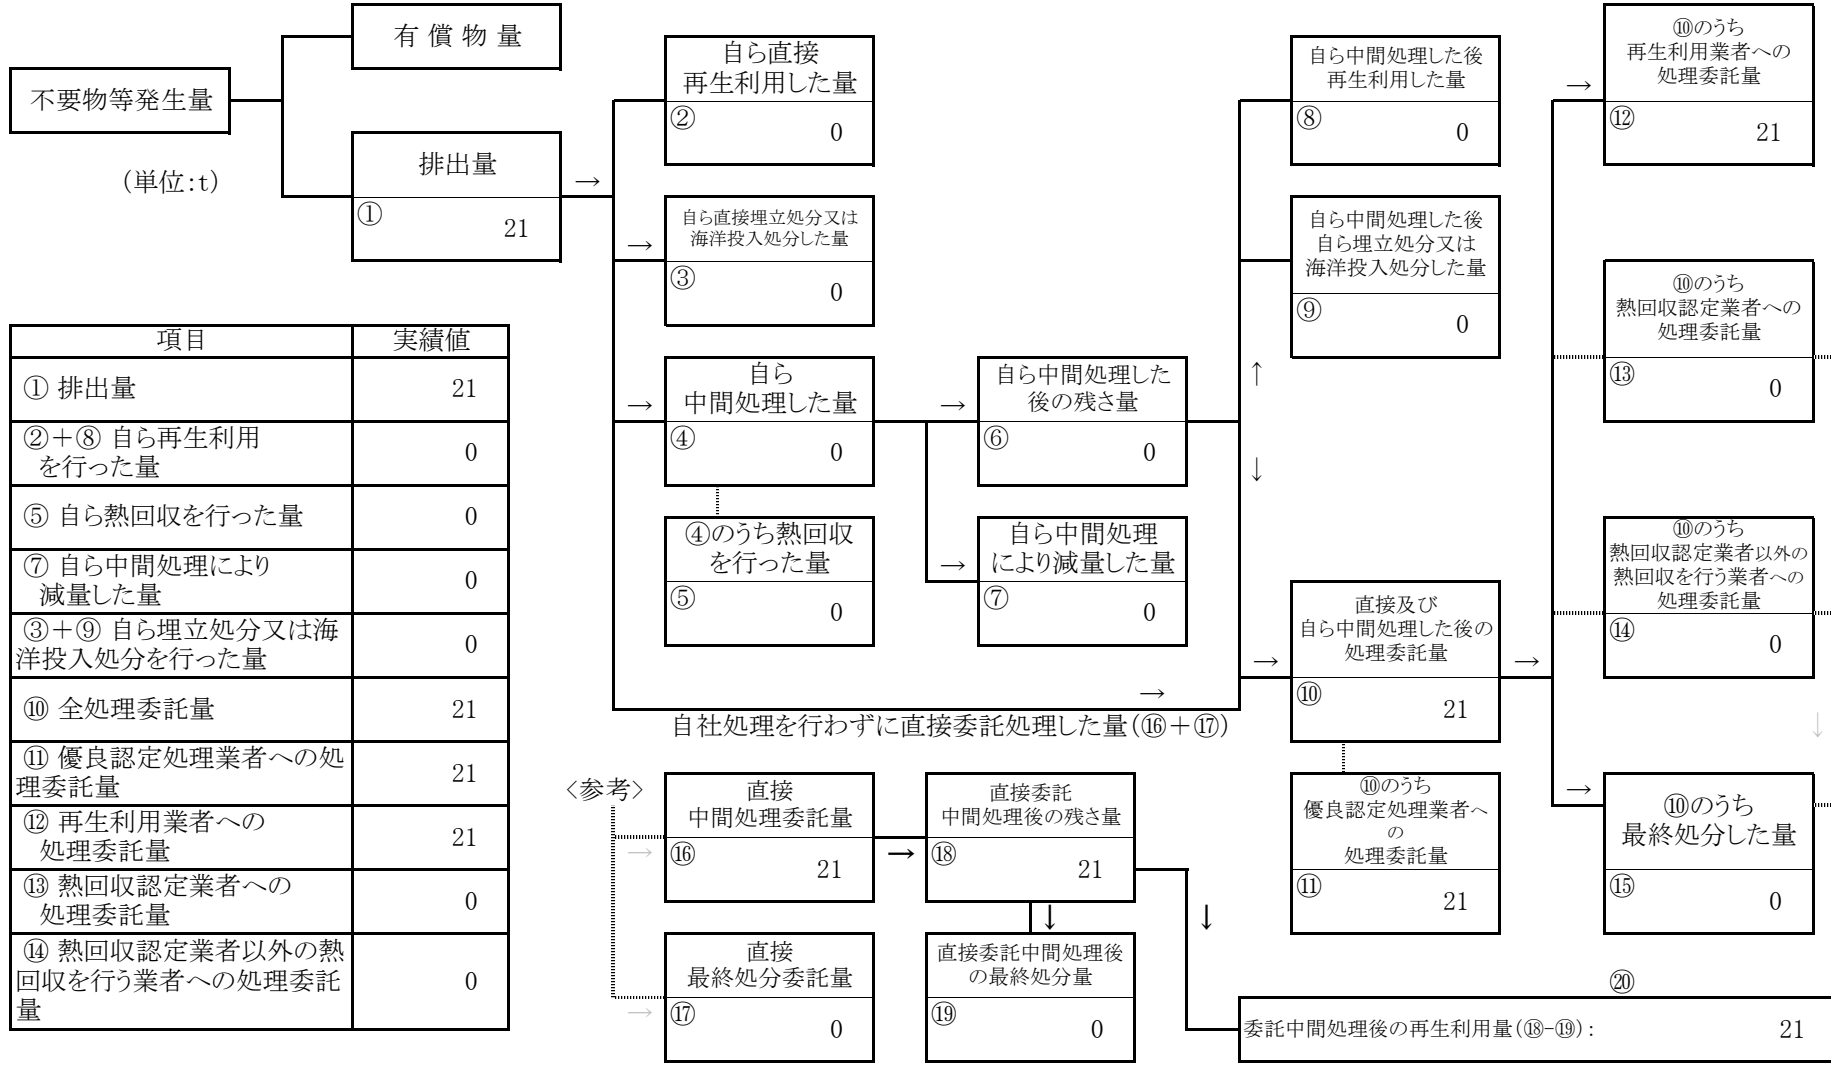 不要物等発生量
有 償 物 量
排出量
①
21
(単位:t)
→
自ら直接
再生利用した量
②
0
→
自ら直接埋立処分又は
海洋投入処分した量
③
0
→
自ら
中間処理した量
④
0
④のうち熱回収
を行った量
⑤
0
→
自ら中間処理した
後の残さ量
⑥
0
→
自ら中間処理
により減量した量
⑦
0
自ら中間処理した後
再生利用した量
⑧
0
自ら中間処理した後
自ら埋立処分又は
海洋投入処分した量
⑨
0
↑
↓
→
自社処理を行わずに直接委託処理した量(⑯+⑰)
→
直接及び
自ら中間処理した後の
処理委託量
⑩
21
⑩のうち
優良認定処理業者へ
の
処理委託量
⑪
21
→
→
⑩のうち
再生利用業者への
処理委託量
⑫
21
⑩のうち
熱回収認定業者への
処理委託量
⑬
0
⑩のうち
熱回収認定業者以外の
熱回収を行う業者への
処理委託量
⑭
0
↓
→
⑩のうち
最終処分した量
⑮
0
項目 実績値
① 排出量 21
②+⑧ 自ら再生利用
を行った量 0
⑤ 自ら熱回収を行った量 0
⑦ 自ら中間処理により
減量した量 0
③+⑨ 自ら埋立処分又は海
洋投入処分を行った量 0
⑩ 全処理委託量 21
⑪ 優良認定処理業者への処
理委託量 21
⑫ 再生利用業者への
処理委託量 21
⑬ 熱回収認定業者への
処理委託量 0
⑭ 熱回収認定業者以外の熱
回収を行う業者への処理委託
量 0
<参考>
→
直接
中間処理委託量
⑯
21
→
直接委託
中間処理後の残さ量
⑱
21
→
直接
最終処分委託量
⑰
0
↓
直接委託中間処理後
の最終処分量
⑲
0
↓
⑳
委託中間処理後の再生利用量(⑱-⑲): 21